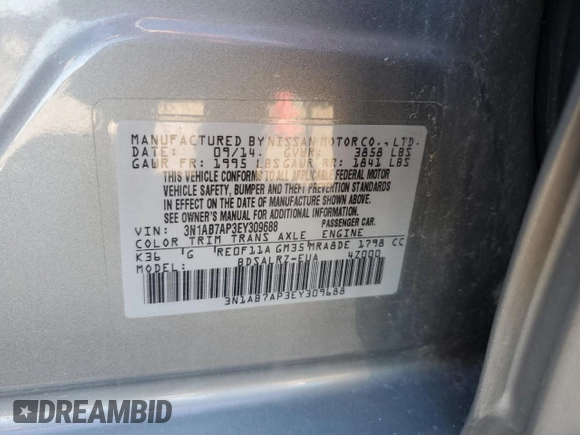 MANUFACTURED BY NISSAN MOTOR CO., LTD.
DATE: 09/14. GVWR: 3858 LBS
GAWR FR: 1995 LBS GAWR RR: 1841 LBS
THIS VEHICLE CONFORMS TO ALL APPLICABLE FEDERAL MOTOR
VEHICLE SAFETY, BUMPER AND THEFT PREVENTION STANDARDS
IN EFFECT ON THE DATE OF MANUFACTURE SHOWN ABOVE.
SEE OWNER'S MANUAL FOR ADDITIONAL INFORMATION.
VIN: 3N1AB7AP3EY309688 PASSENGER CAR.
COLOR TRIM TRANS AXLE ENGINE
K36 G RE0F11A GM35 MRA8DE 1798 CC
MODEL: BDSALRZ-EUA 4Z000
3N1AB7AP3EY309688
DREAMBID